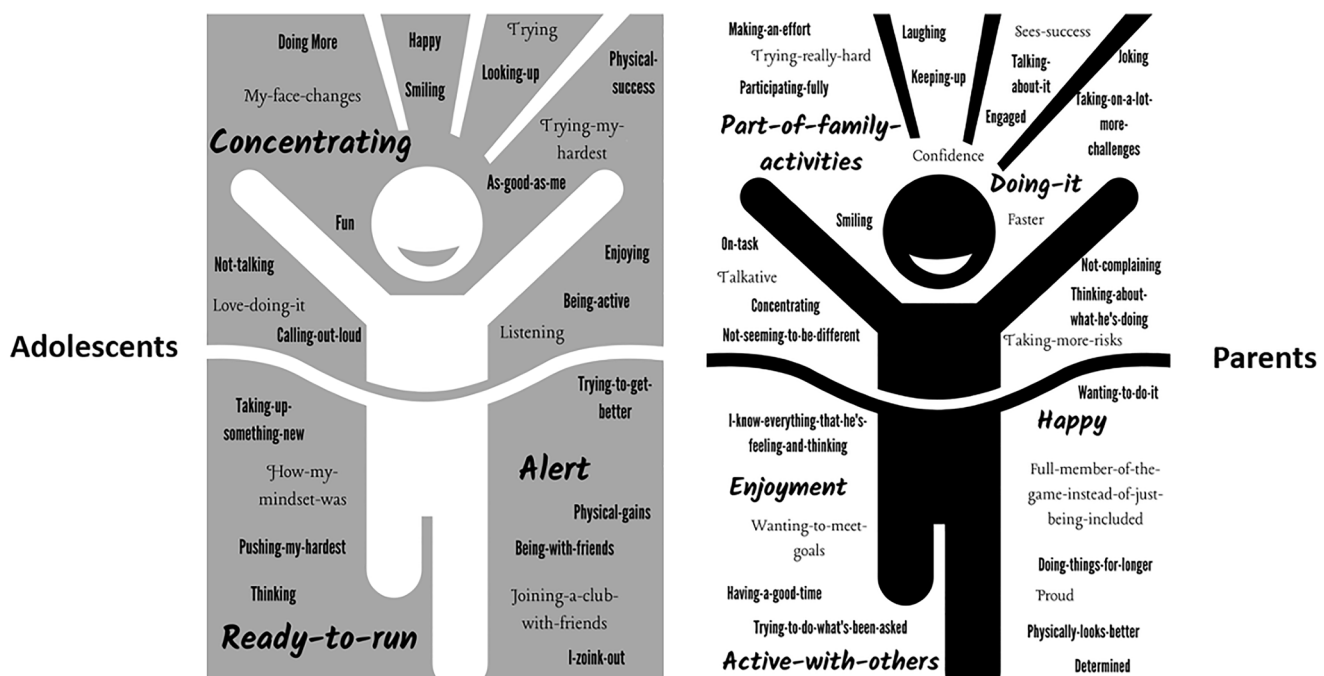 Adolescents
Doing More
Happy
Trying
My-face-changes
Smiling
Looking-up
Physical-
success
Concentrating
Trying-my-
hardest
As-good-as-me
Fun
Not-talking
Enjoying
Love-doing-it
Being-active
Calling-out-loud
Listening
Trying-to-get-
better
Taking-up-
something-new
How-my-
mindset-was
Alert
Physical-gains
Pushing-my-hardest
Being-with-friends
Thinking
Joining-a-club-
with-friends
Ready-to-run
I-zoink-out
Making-an-effort
Laughing
Sees-success
Trying-really-hard
Joking
Keeping-up
Talking-
about-it
Participating-fully
Taking-on-a-lot-
more-
challenges
Engaged
Part-of-family-
activities
Confidence
Doing-it
Smiling
Faster
On-task
Not-complaining
Talkative
Thinking-about-
what-he's-doing
Concentrating
Not-seeming-to-be-different
Taking-more-risks
Wanting-to-do-it
I-know-everything-that-he's-
feeling-and-thinking
Happy
Enjoyment
Full-member-of-the-
game-instead-of-just-
being-included
Wanting-to-meet-
goals
Doing-things-for-longer
Having-a-good-time
Proud
Trying-to-do-what's-been-asked
Physically-looks-better
Active-with-others
Determined
Parents